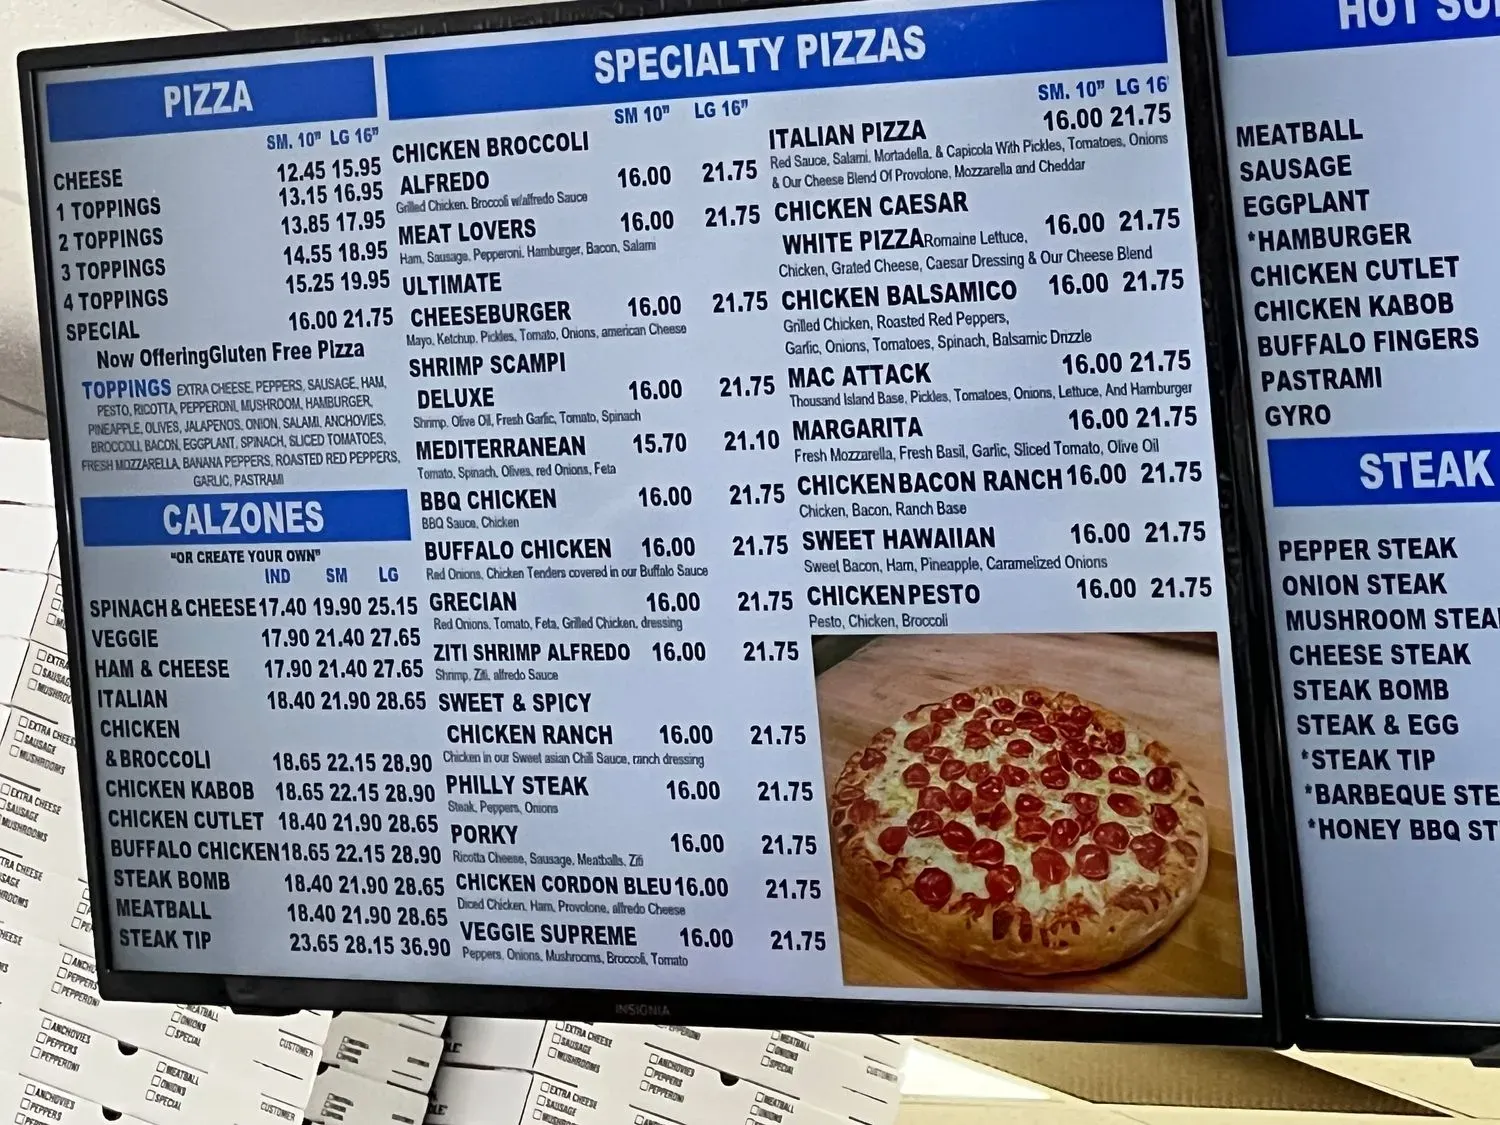 PIZZA
SM. 10" LG 16"
CHEESE 12.45 15.95
1 TOPPINGS 13.15 16.95
2 TOPPINGS 13.85 17.95
3 TOPPINGS 14.55 18.95
4 TOPPINGS 15.25 19.95
SPECIAL 16.00 21.75
Now OfferingGluten Free PIzza
TOPPINGS EXTRA CHEESE, PEPPERS, SAUSAGE, HAM,
PESTO, RICOTTA, PEPPERONI, MUSHROOM, HAMBURGER,
PINEAPPLE, OLIVES, JALAPENOS, ONION, SALAMI, ANCHOVIES,
BROCCOLI, BACON, EGGPLANT, SPINACH, SLICED TOMATOES,
FRESH MOZZARELLA, BANANA PEPPERS, ROASTED RED PEPPERS,
GARLIC, PASTRAMI
CALZONES
"OR CREATE YOUR OWN"
IND SM LG
SPINACH & CHEESE 17.40 19.90 25.15
VEGGIE 17.90 21.40 27.65
HAM & CHEESE 17.90 21.40 27.65
ITALIAN 18.40 21.90 28.65
CHICKEN
& BROCCOLI 18.65 22.15 28.90
CHICKEN KABOB 18.65 22.15 28.90
CHICKEN CUTLET 18.40 21.90 28.65
BUFFALO CHICKEN 18.65 22.15 28.90
STEAK BOMB 18.40 21.90 28.65
MEATBALL 18.40 21.90 28.65
STEAK TIP 23.65 28.15 36.90
SPECIALTY PIZZAS
SM 10" LG 16"
CHICKEN BROCCOLI
ALFREDO 16.00 21.75
Grilled Chicken, Broccoli w/alfredo Sauce
MEAT LOVERS 16.00 21.75
Ham, Sausage, Pepperoni, Hamburger, Bacon, Salami
ULTIMATE
CHEESEBURGER 16.00 21.75
Mayo, Ketchup, Pickles, Tomato, Onions, american Cheese
SHRIMP SCAMPI
DELUXE 16.00 21.75
Shrimp, Olive Oil, Fresh Garlic, Tomato, Spinach
MEDITERRANEAN 15.70 21.10
Tomato, Spinach, Olives, red Onions, Feta
BBQ CHICKEN 16.00 21.75
BBQ Sauce, Chicken
BUFFALO CHICKEN 16.00 21.75
Red Onions, Chicken Tenders covered in our Buffalo Sauce
GRECIAN 16.00 21.75
Red Onions, Tomato, Feta, Grilled Chicken, dressing
ZITI SHRIMP ALFREDO 16.00 21.75
Shrimp, Ziti, alfredo Sauce
SWEET & SPICY
CHICKEN RANCH 16.00 21.75
Chicken in our Sweet asian Chili Sauce, ranch dressing
PHILLY STEAK 16.00 21.75
Steak, Peppers, Onions
PORKY 16.00 21.75
Ricotta Cheese, Sausage, Meatballs, Ziti
CHICKEN CORDON BLEU 16.00 21.75
Diced Chicken, Ham, Provolone, alfredo Cheese
VEGGIE SUPREME 16.00 21.75
Peppers, Onions, Mushrooms, Broccoli, Tomato
SM. 10" LG 16
ITALIAN PIZZA 16.00 21.75
Red Sauce, Salami, Mortadella, & Capicola With Pickles, Tomatoes, Onions
& Our Cheese Blend Of Provolone, Mozzarella and Cheddar
CHICKEN CAESAR
WHITE PIZZA Romaine Lettuce, 16.00 21.75
Chicken, Grated Cheese, Caesar Dressing & Our Cheese Blend
CHICKEN BALSAMICO 16.00 21.75
Grilled Chicken, Roasted Red Peppers,
Garlic, Onions, Tomatoes, Spinach, Balsamic Drizzle
MAC ATTACK 16.00 21.75
Thousand Island Base, Pickles, Tomatoes, Onions, Lettuce, And Hamburger
MARGARITA 16.00 21.75
Fresh Mozzarella, Fresh Basil, Garlic, Sliced Tomato, Olive Oil
CHICKEN BACON RANCH 16.00 21.75
Chicken, Bacon, Ranch Base
SWEET HAWAIIAN 16.00 21.75
Sweet Bacon, Ham, Pineapple, Caramelized Onions
CHICKEN PESTO 16.00 21.75
Pesto, Chicken, Broccoli
INSIGNIA
HOT
MEATBALL
SAUSAGE
EGGPLANT
*HAMBURGER
CHICKEN CUTLET
CHICKEN KABOB
BUFFALO FINGERS
PASTRAMI
GYRO
STEAK
PEPPER STEAK
ONION STEAK
MUSHROOM STEA
CHEESE STEAK
STEAK BOMB
STEAK & EGG
*STEAK TIP
*BARBEQUE STE
*HONEY BBQ ST
EXTRA CHEESE
SAUSAGE
MUSHROOMS
ANCHOVIES
PEPPERS
PEPPERONI
MEATBALL
ONIONS
SPECIAL
CUSTOMER